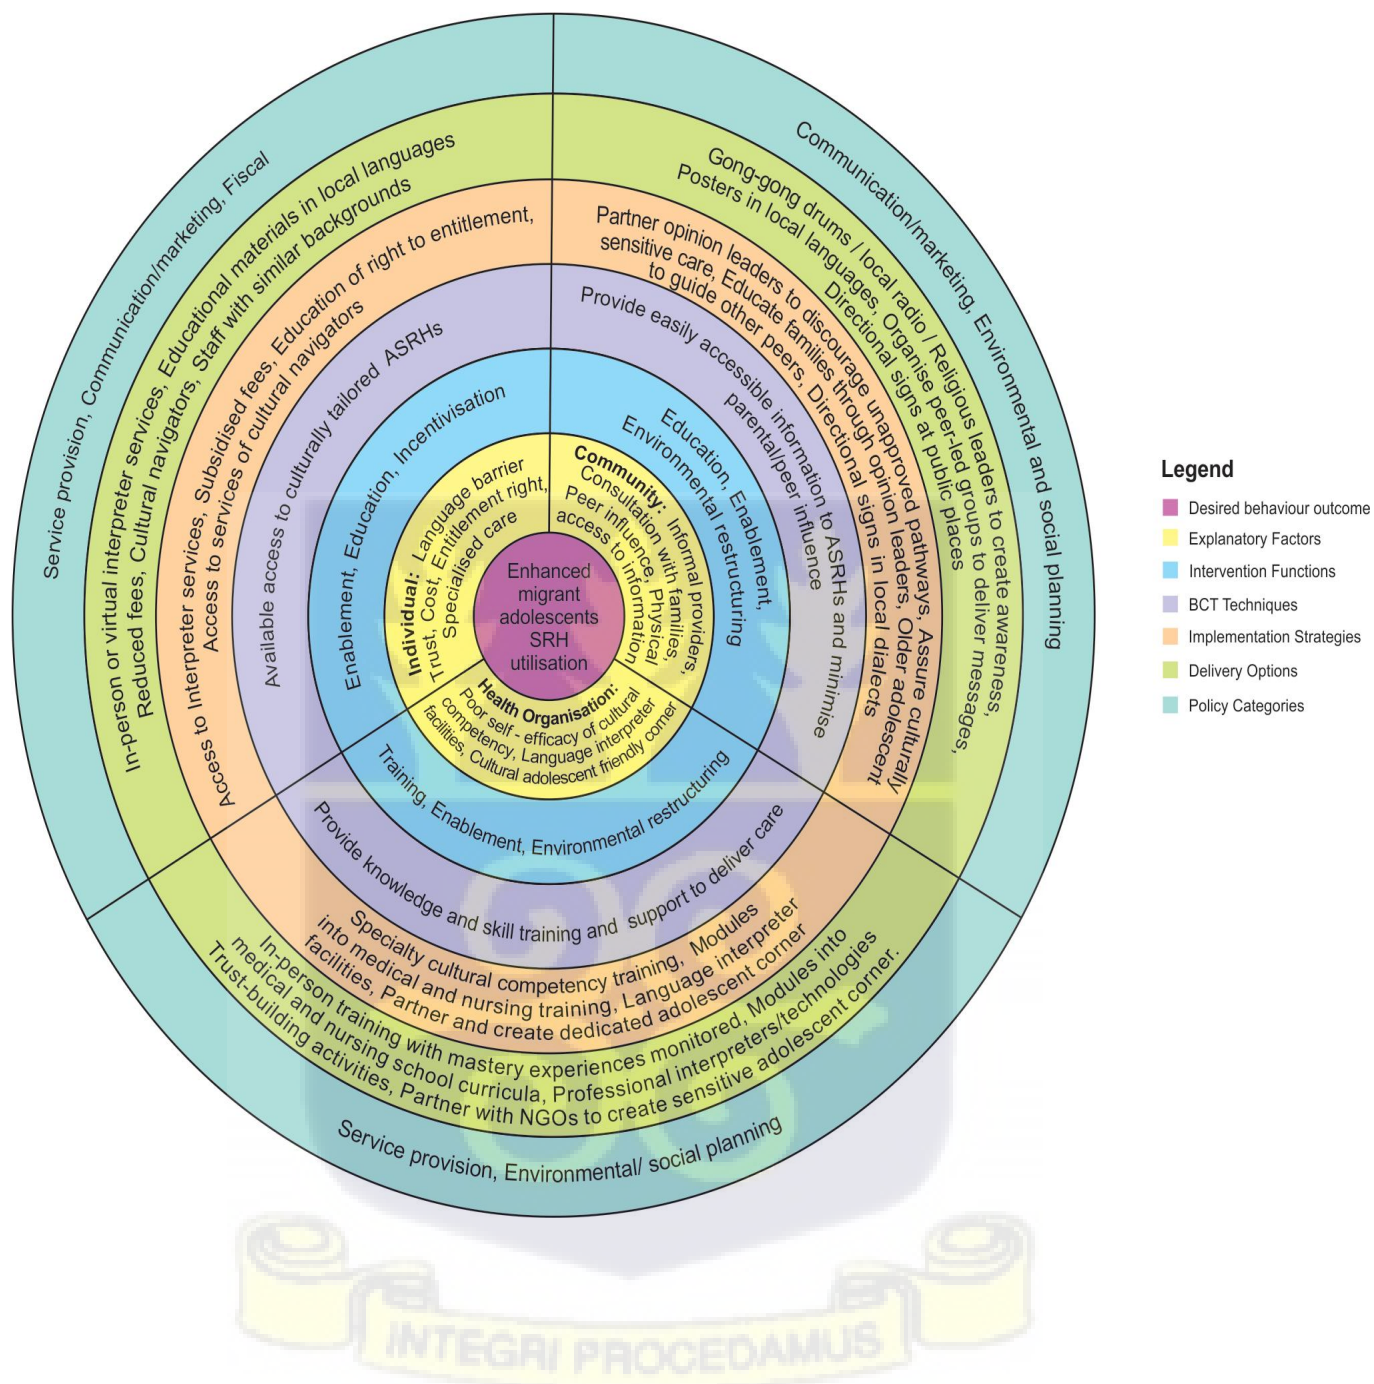 Service provision, Communication/marketing, Fiscal
In-person or virtual interpreter services, Educational materials in local languages
Reduced fees, Cultural navigators, Staff with similar backgrounds
Access to Interpreter services, Subsidised fees, Education of right to entitlement,
Access to services of cultural navigators
Available access to culturally tailored ASRHs
Enablement, Education, Incentivisation
Individual: Language barrier
Trust, Cost, Entitlement right,
Specialised care
Communication/marketing, Environmental and social planning
Gong-gong drums / local radio / Religious leaders to create awareness,
Posters in local languages, Organise peer-led groups to deliver messages,
Directional signs at public places
Partner opinion leaders to discourage unapproved pathways, Assure culturally
sensitive care, Educate families through opinion leaders, Older adolescent
to guide other peers, Directional signs in local dialects
Provide easily accessible information to ASRHs and minimise
parental/peer influence
Education, Enablement,
Environmental restructuring
Community: Informal providers,
Consultation with families,
Peer influence, Physical
access to information
Enhanced
migrant
adolescents
SRH
utilisation
Health Organisation:
Poor self - efficacy of cultural
competency, Language interpreter
facilities, Cultural adolescent friendly corner
Training, Enablement, Environmental restructuring
Provide knowledge and skill training and support to deliver care
Specialty cultural competency training, Modules
into medical and nursing training, Language interpreter
facilities, Partner and create dedicated adolescent corner
In-person training with mastery experiences monitored, Modules into
medical and nursing school curricula, Professional interpreters/technologies
Trust-building activities, Partner with NGOs to create sensitive adolescent corner.
Service provision, Environmental/ social planning
Legend
Desired behaviour outcome
Explanatory Factors
Intervention Functions
BCT Techniques
Implementation Strategies
Delivery Options
Policy Categories
INTEGRI PROCEDAMUS